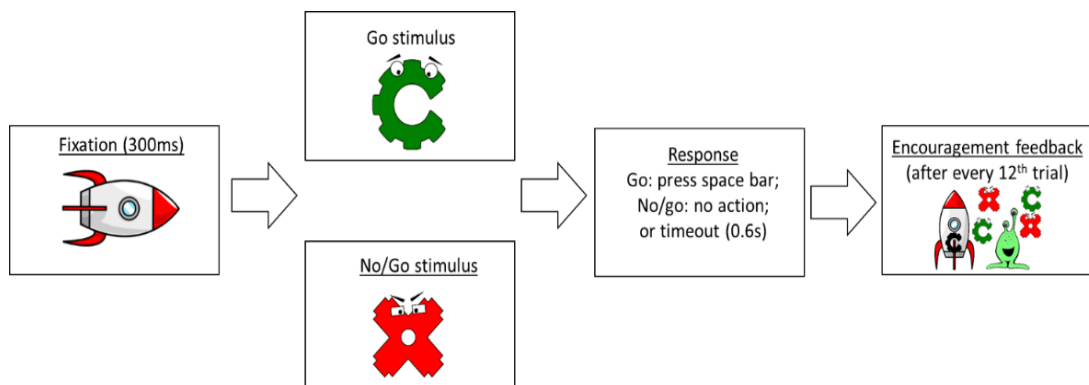 Fixation (300ms)
Go stimulus
No/Go stimulus
Response
Go: press space bar;
No/go: no action;
or timeout (0.6s)
Encouragement feedback
(after every 12th trial)